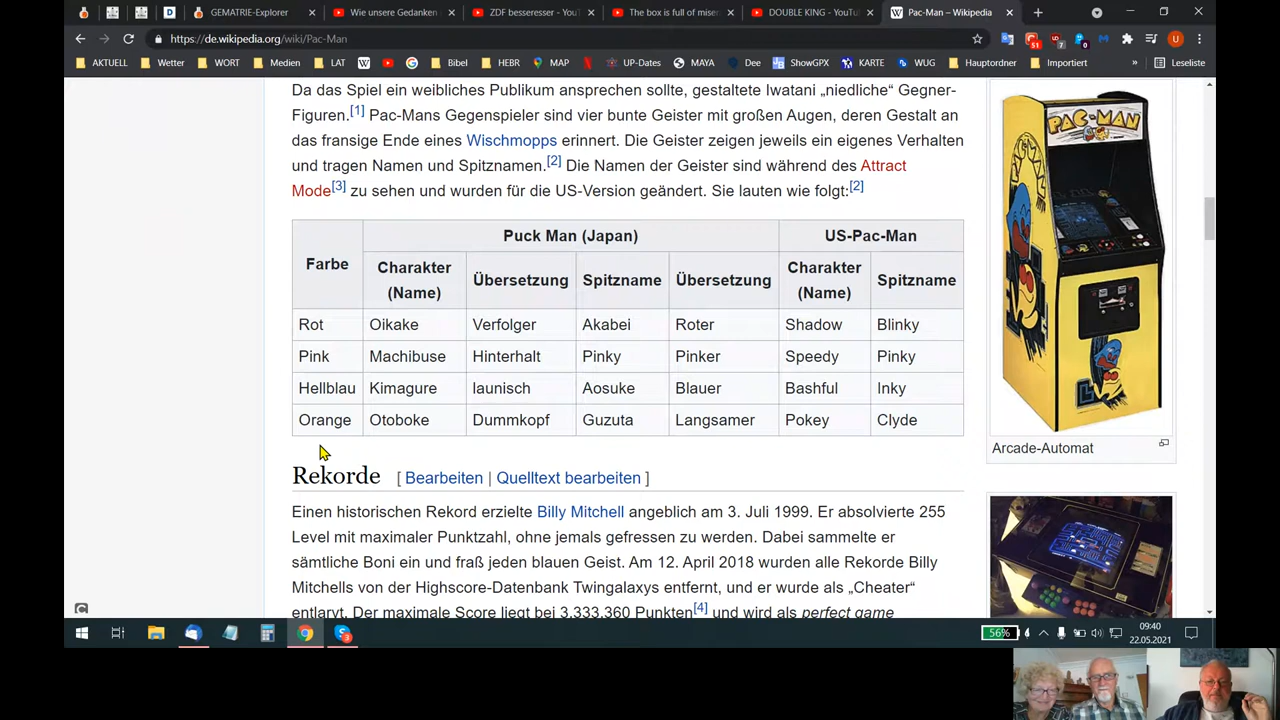 GEMATRIE-Explorer
Wie unsere Gedanken
ZDF besseresser - YouT
The box is full of miser
DOUBLE KING - YouTu
Pac-Man – Wikipedia
https://de.wikipedia.org/wiki/Pac-Man
51
7
0
U
AKTUELL Wetter WORT Medien LAT Bibel HEBR MAP UP-Dates MAYA Dee ShowGPX KARTE WUG Hauptordner Importiert » Leseliste
Da das Spiel ein weibliches Publikum ansprechen sollte, gestaltete Iwatani „niedliche“ Gegner-
Figuren.[1] Pac-Mans Gegenspieler sind vier bunte Geister mit großen Augen, deren Gestalt an
das fransige Ende eines Wischmopps erinnert. Die Geister zeigen jeweils ein eigenes Verhalten
und tragen Namen und Spitznamen.[2] Die Namen der Geister sind während des Attract
Mode[3] zu sehen und wurden für die US-Version geändert. Sie lauten wie folgt:[2]
Farbe
Puck Man (Japan)
US-Pac-Man
Charakter
(Name)
Übersetzung
Spitzname
Übersetzung
Charakter
(Name)
Spitzname
Rot Oikake Verfolger Akabei Roter Shadow Blinky
Pink Machibuse Hinterhalt Pinky Pinker Speedy Pinky
Hellblau Kimagure launisch Aosuke Blauer Bashful Inky
Orange Otoboke Dummkopf Guzuta Langsamer Pokey Clyde
PAC-MAN
Arcade-Automat
Rekorde [ Bearbeiten | Quelltext bearbeiten ]
Einen historischen Rekord erzielte Billy Mitchell angeblich am 3. Juli 1999. Er absolvierte 255
Level mit maximaler Punktzahl, ohne jemals gefressen zu werden. Dabei sammelte er
sämtliche Boni ein und fraß jeden blauen Geist. Am 12. April 2018 wurden alle Rekorde Billy
Mitchells von der Highscore-Datenbank Twingalaxys entfernt, und er wurde als „Cheater“
entlarvt. Der maximale Score liegt bei 3.333.360 Punkten[4] und wird als perfect game
56%
09:40
22.05.2021